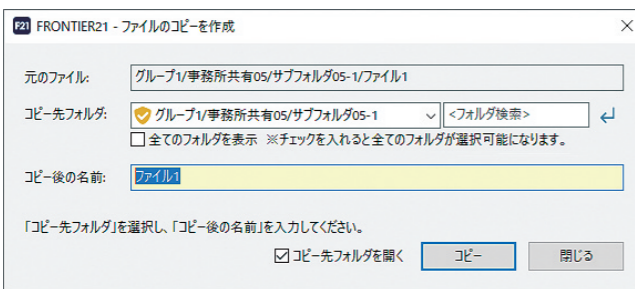 F21 FRONTIER21 - ファイルのコピーを作成
元のファイル: グループ1/事務所共有05/サブフォルダ05-1/ファイル1
コピー先フォルダ: グループ1/事務所共有05/サブフォルダ05-1 <フォルダ検索>
全てのフォルダを表示 ※チェックを入れると全てのフォルダが選択可能になります。
コピー後の名前: ファイル1
「コピー先フォルダ」を選択し、「コピー後の名前」を入力してください。
コピー先フォルダを開く コピー 閉じる